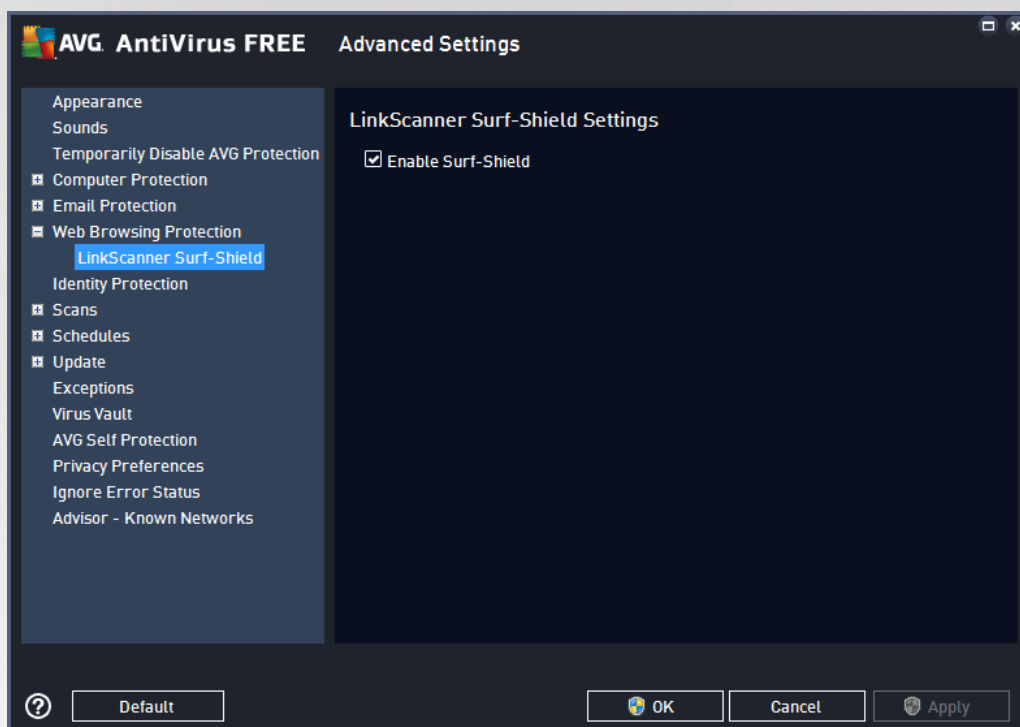 AVG. AntiVirus FREE Advanced Settings
Appearance
Sounds
Temporarily Disable AVG Protection
Computer Protection
Email Protection
Web Browsing Protection
LinkScanner Surf-Shield
Identity Protection
Scans
Schedules
Update
Exceptions
Virus Vault
AVG Self Protection
Privacy Preferences
Ignore Error Status
Advisor - Known Networks
LinkScanner Surf-Shield Settings
Enable Surf-Shield
? Default OK Cancel Apply